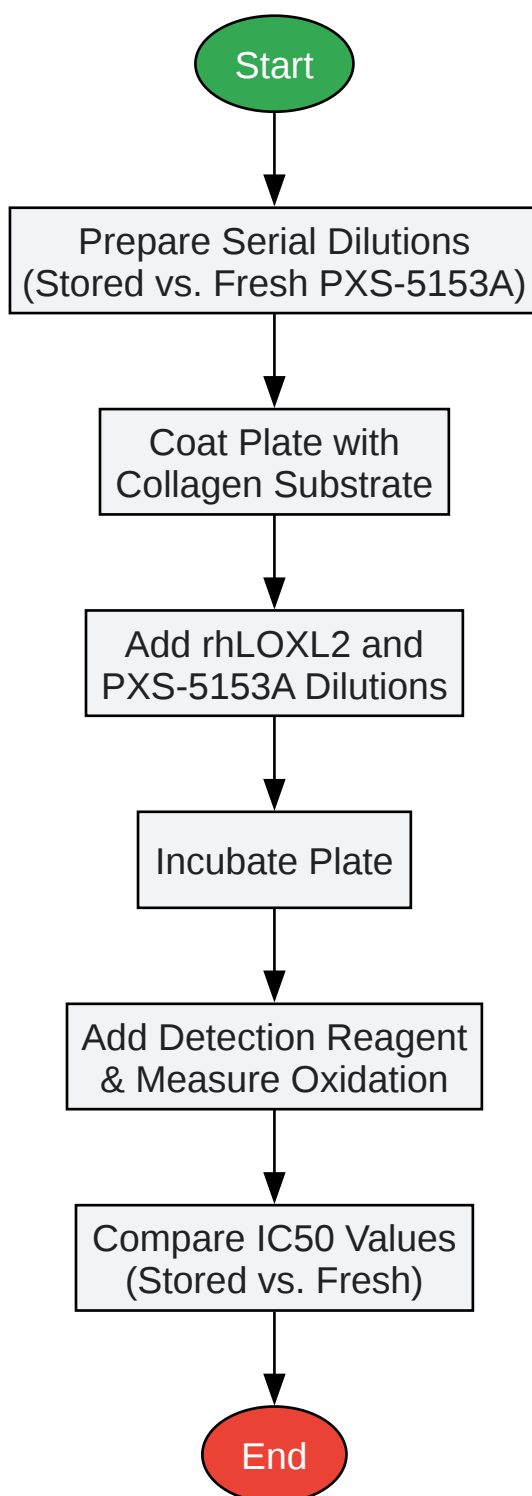 Start
Prepare Serial Dilutions
(Stored vs. Fresh PXS-5153A)
Coat Plate with
Collagen Substrate
Add rhLOXL2 and
PXS-5153A Dilutions
Incubate Plate
Add Detection Reagent
& Measure Oxidation
Compare IC50 Values
(Stored vs. Fresh)
End